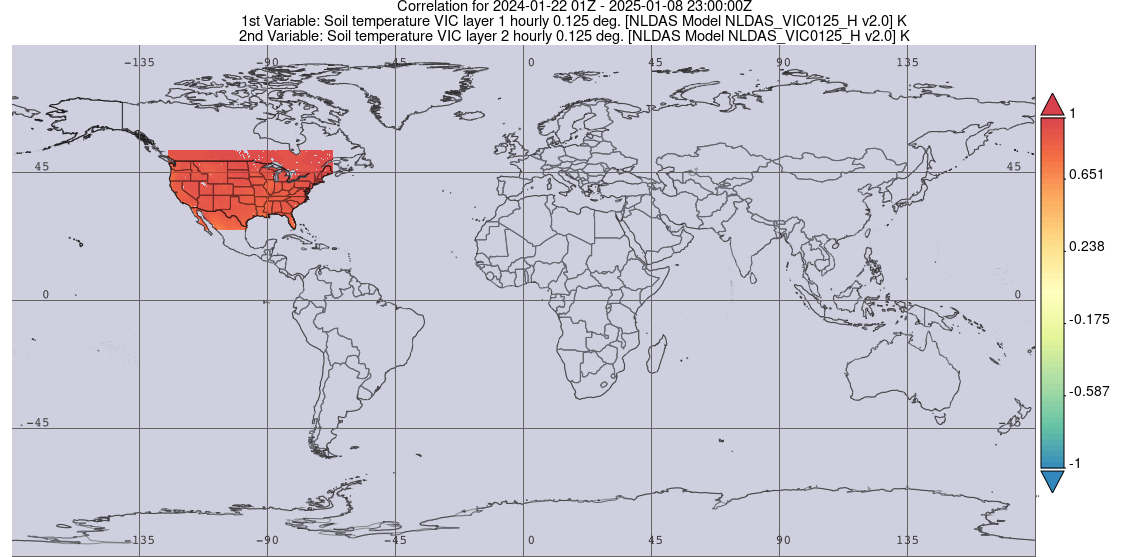 Correlation for 2024-01-22 01Z - 2025-01-08 23:00:00Z
1st Variable: Soil temperature VIC layer 1 hourly 0.125 deg. [NLDAS Model NLDAS_VIC0125_H v2.0] K
2nd Variable: Soil temperature VIC layer 2 hourly 0.125 deg. [NLDAS Model NLDAS_VIC0125_H v2.0] K
-135 -90 -45 0 45 90 135
1
45 45
0.651
0.238
0 0
-0.175
-0.587
-45 -45
-1
-135 -90 -45 0 45 90 135